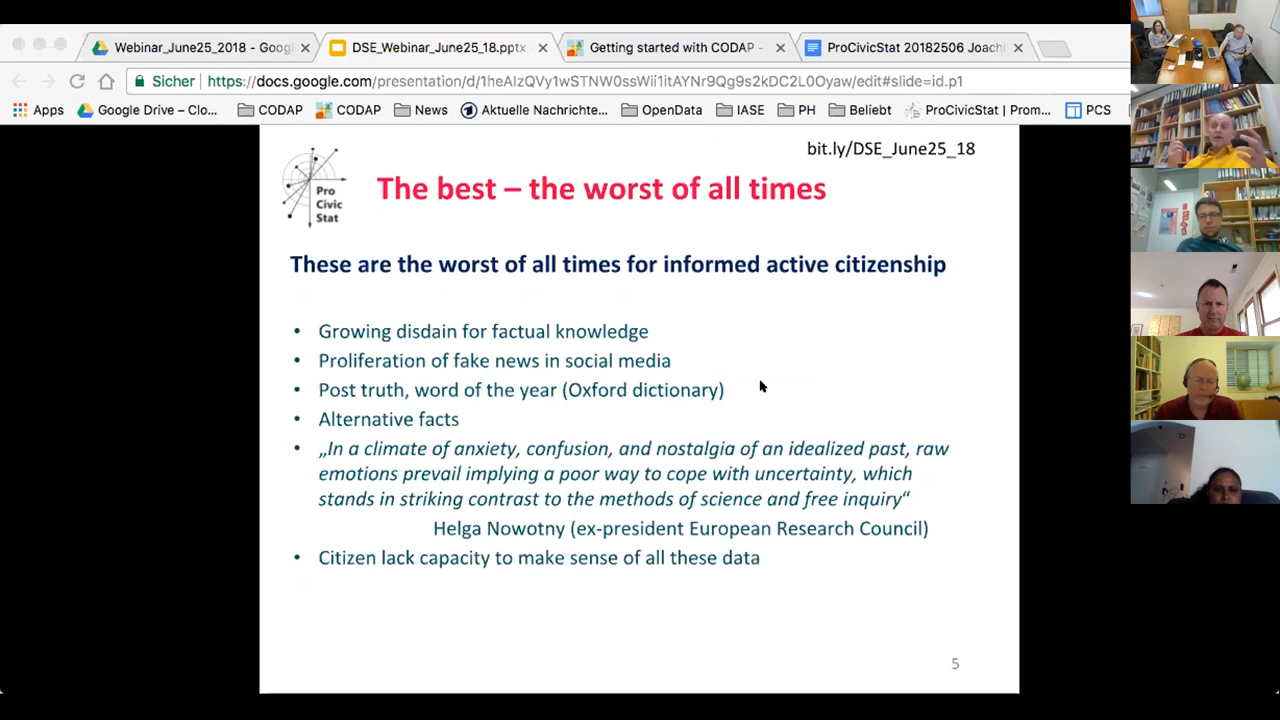 Webinar_June25_2018 - Googl
DSE_Webinar_June25_18.pptx
Getting started with CODAP -
ProCivicStat 20182506 Joachi
Sicher
https://docs.google.com/presentation/d/1heAIzQVy1wSTNW0ssWii1itAYNr9Qg9s2kDC2L0Oyaw/edit#slide=id.p1
Apps
Google Drive – Clo...
CODAP
CODAP
News
Aktuelle Nachrichte...
OpenData
IASE
PH
Beliebt
ProCivicStat | Prom...
PCS
bit.ly/DSE_June25_18
Pro
Civic
Stat
The best – the worst of all times
These are the worst of all times for informed active citizenship
• Growing disdain for factual knowledge
• Proliferation of fake news in social media
• Post truth, word of the year (Oxford dictionary)
• Alternative facts
• „In a climate of anxiety, confusion, and nostalgia of an idealized past, raw
emotions prevail implying a poor way to cope with uncertainty, which
stands in striking contrast to the methods of science and free inquiry“
Helga Nowotny (ex-president European Research Council)
• Citizen lack capacity to make sense of all these data
5